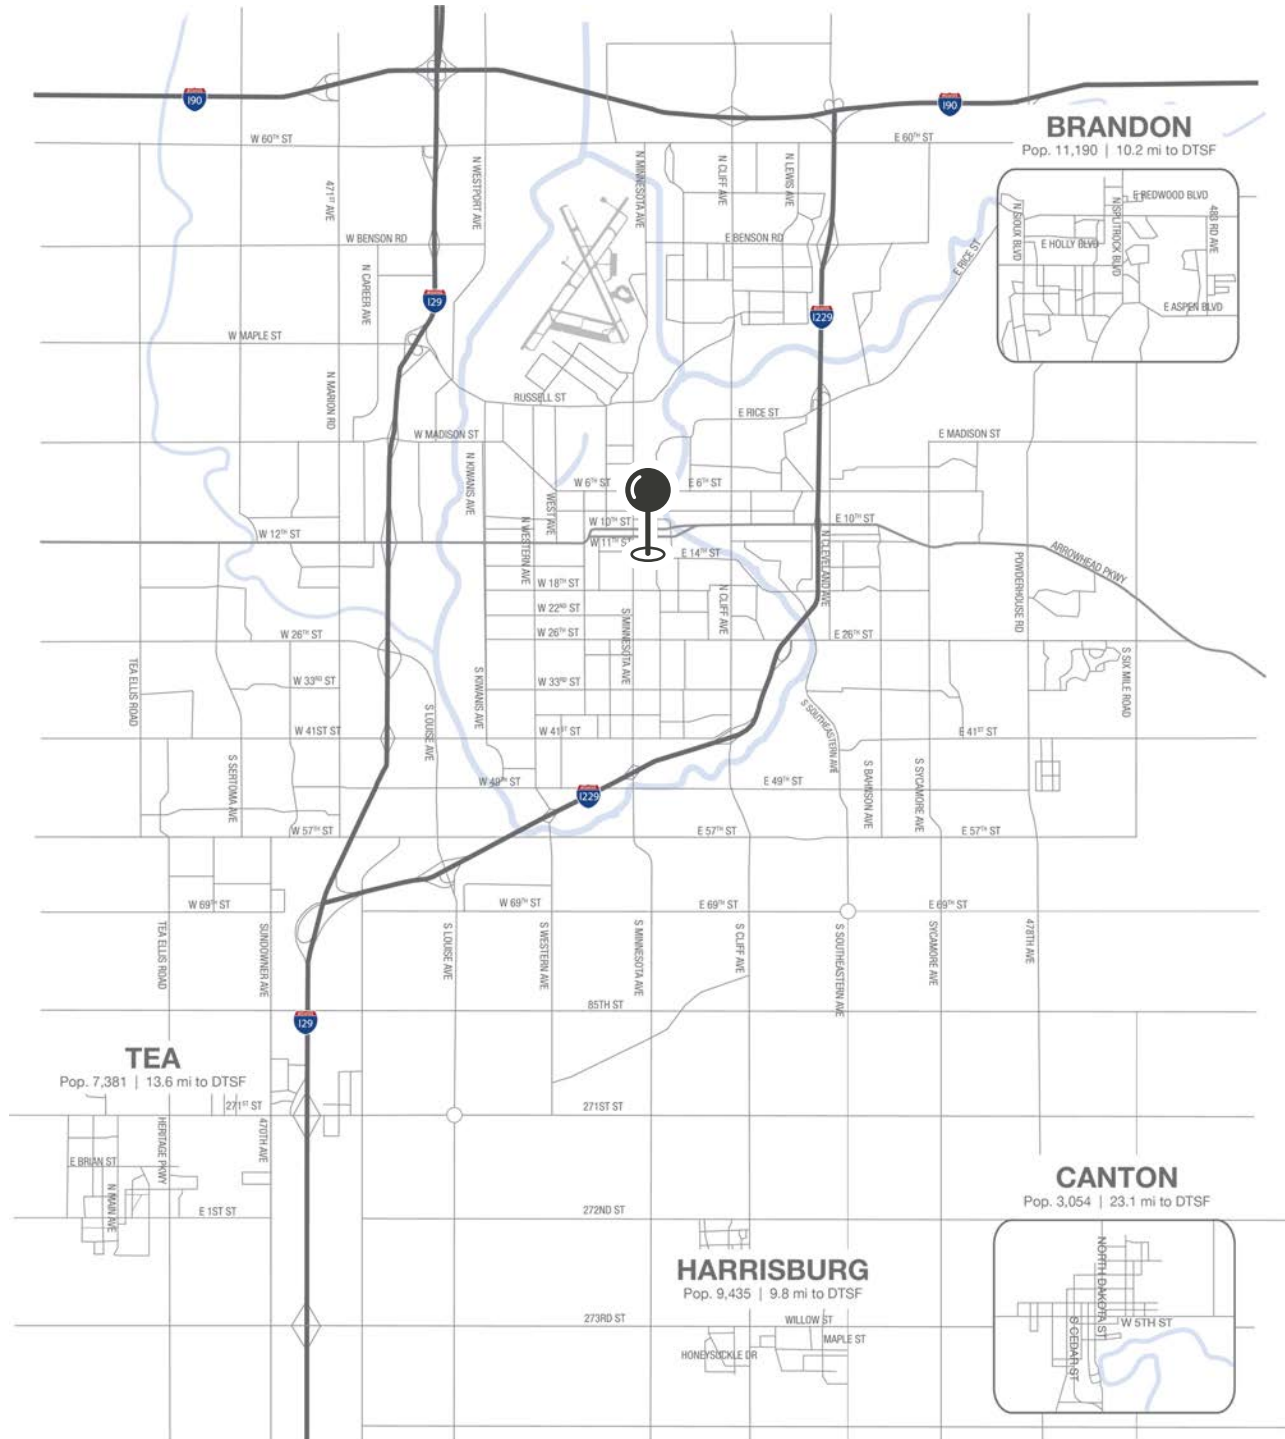 I90
I90
BRANDON
Pop. 11,190 | 10.2 mi to DTSF
W 60TH ST
E 60TH ST
471ST AVE
N WESTPORT AVE
N MINNESOTA AVE
N CLIFF AVE
N LEWIS AVE
E REDWOOD BLVD
N SIOUX BLVD
N SPLITROCK BLVD
483 RD AVE
E HOLLY BLVD
E ASPEN BLVD
W BENSON RD
E BENSON RD
E RICE ST
N CAREER AVE
I29
I229
W MAPLE ST
N MARION RD
RUSSELL ST
E RICE ST
W MADISON ST
E MADISON ST
N KIWANIS AVE
W 6TH ST
E 6TH ST
WEST AVE
N WESTERN AVE
W 10TH ST
E 10TH ST
W 12TH ST
W 11TH ST
E 14TH ST
N CLEVELAND AVE
ARROWHEAD PKWY
POWDERHOUSE RD
W 18TH ST
N CLIFF AVE
W 22ND ST
S MINNESOTA AVE
W 26TH ST
W 26TH ST
E 26TH ST
TEA ELLIS ROAD
S SIX MILE ROAD
W 33RD ST
W 33RD ST
S KIWANIS AVE
S LOUISE AVE
S SOUTHEASTERN AVE
W 41ST ST
W 41ST ST
E 41ST ST
S SERTOMA AVE
S BAHNSON AVE
S SYCAMORE AVE
W 49TH ST
E 49TH ST
I229
W 57TH ST
E 57TH ST
E 57TH ST
W 69TH ST
W 69TH ST
E 69TH ST
E 69TH ST
TEA ELLIS ROAD
SUNDOWNER AVE
S LOUISE AVE
S WESTERN AVE
S MINNESOTA AVE
S CLIFF AVE
S SOUTHEASTERN AVE
SYCAMORE AVE
478TH AVE
85TH ST
I29
TEA
Pop. 7,381 | 13.6 mi to DTSF
271ST ST
271ST ST
HERITAGE PKWY
470TH AVE
E BRIAN ST
N MAIN AVE
E 1ST ST
272ND ST
CANTON
Pop. 3,054 | 23.1 mi to DTSF
NORTH DAKOTA ST
W 5TH ST
S CEDAR ST
HARRISBURG
Pop. 9,435 | 9.8 mi to DTSF
273RD ST
WILLOW ST
MAPLE ST
HONEYSUCKLE DR